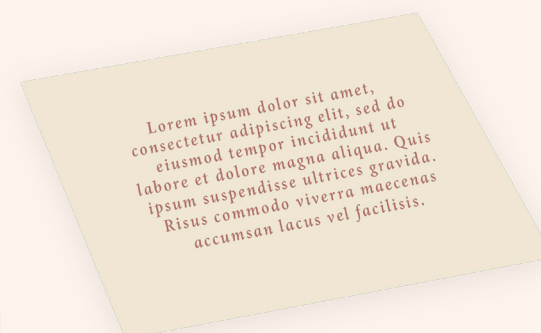 Lorem ipsum dolor sit amet,
consectetur adipiscing elit, sed do
eiusmod tempor incididunt ut
labore et dolore magna aliqua. Quis
ipsum suspendisse ultrices gravida.
Risus commodo viverra maecenas
accumsan lacus vel facilisis.